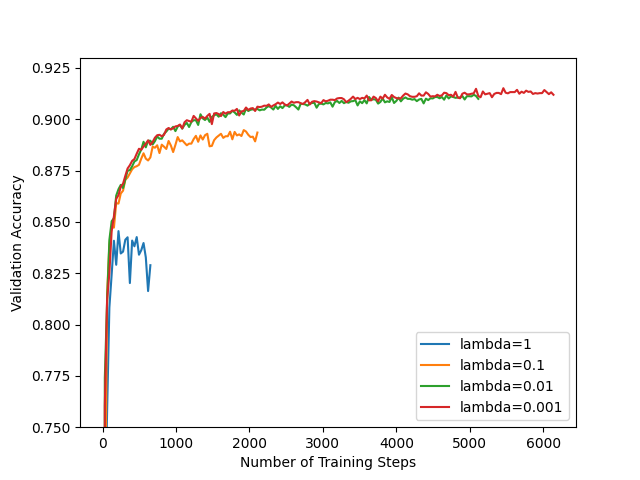 0.925
0.900
0.875
0.850
0.825
0.800
0.775
0.750
Validation Accuracy
lambda=1
lambda=0.1
lambda=0.01
lambda=0.001
0 1000 2000 3000 4000 5000 6000
Number of Training Steps